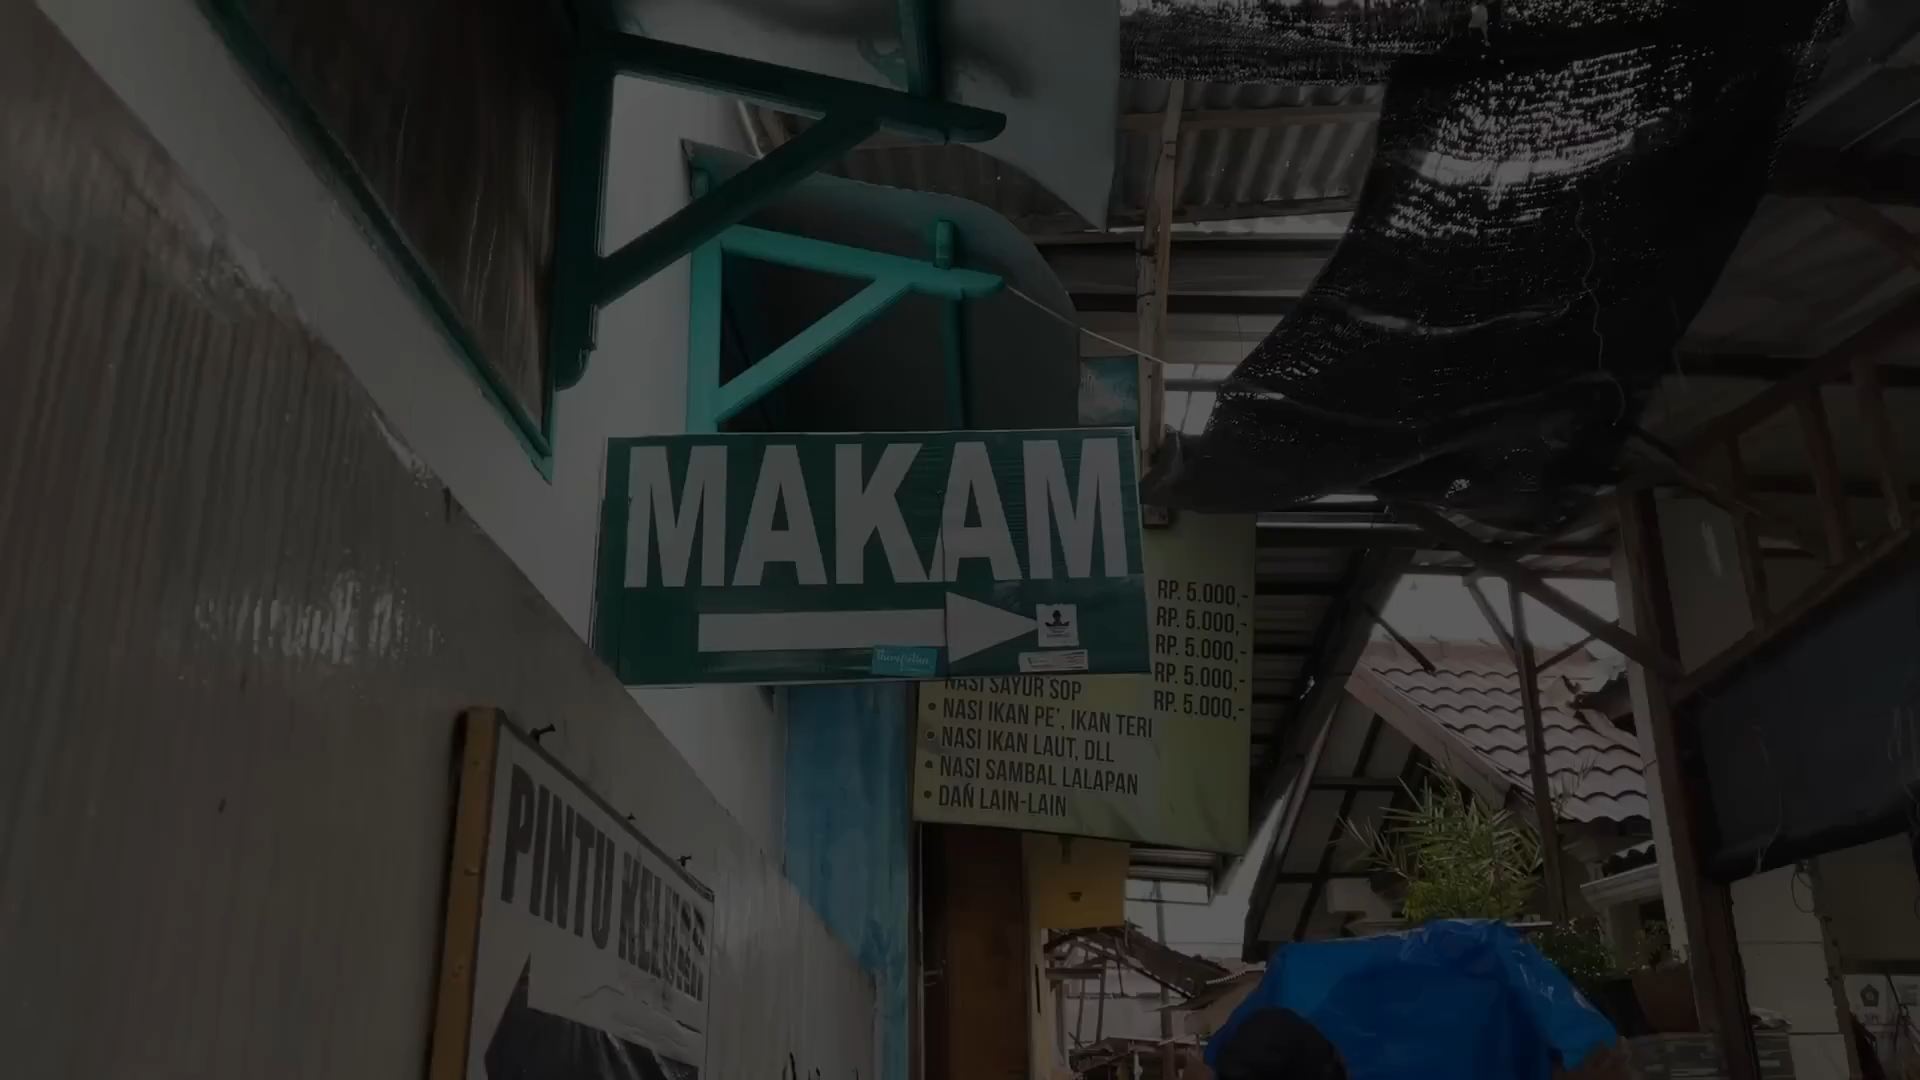 MAKAM
RP. 5.000,-
RP. 5.000,-
RP. 5.000,-
RP. 5.000,-
RP. 5.000,-
NASI SAYUR SOP
• NASI IKAN PE', IKAN TERI
• NASI IKAN LAUT, DLL
• NASI SAMBAL LALAPAN
• DAN LAIN-LAIN
PINTU KELUAR